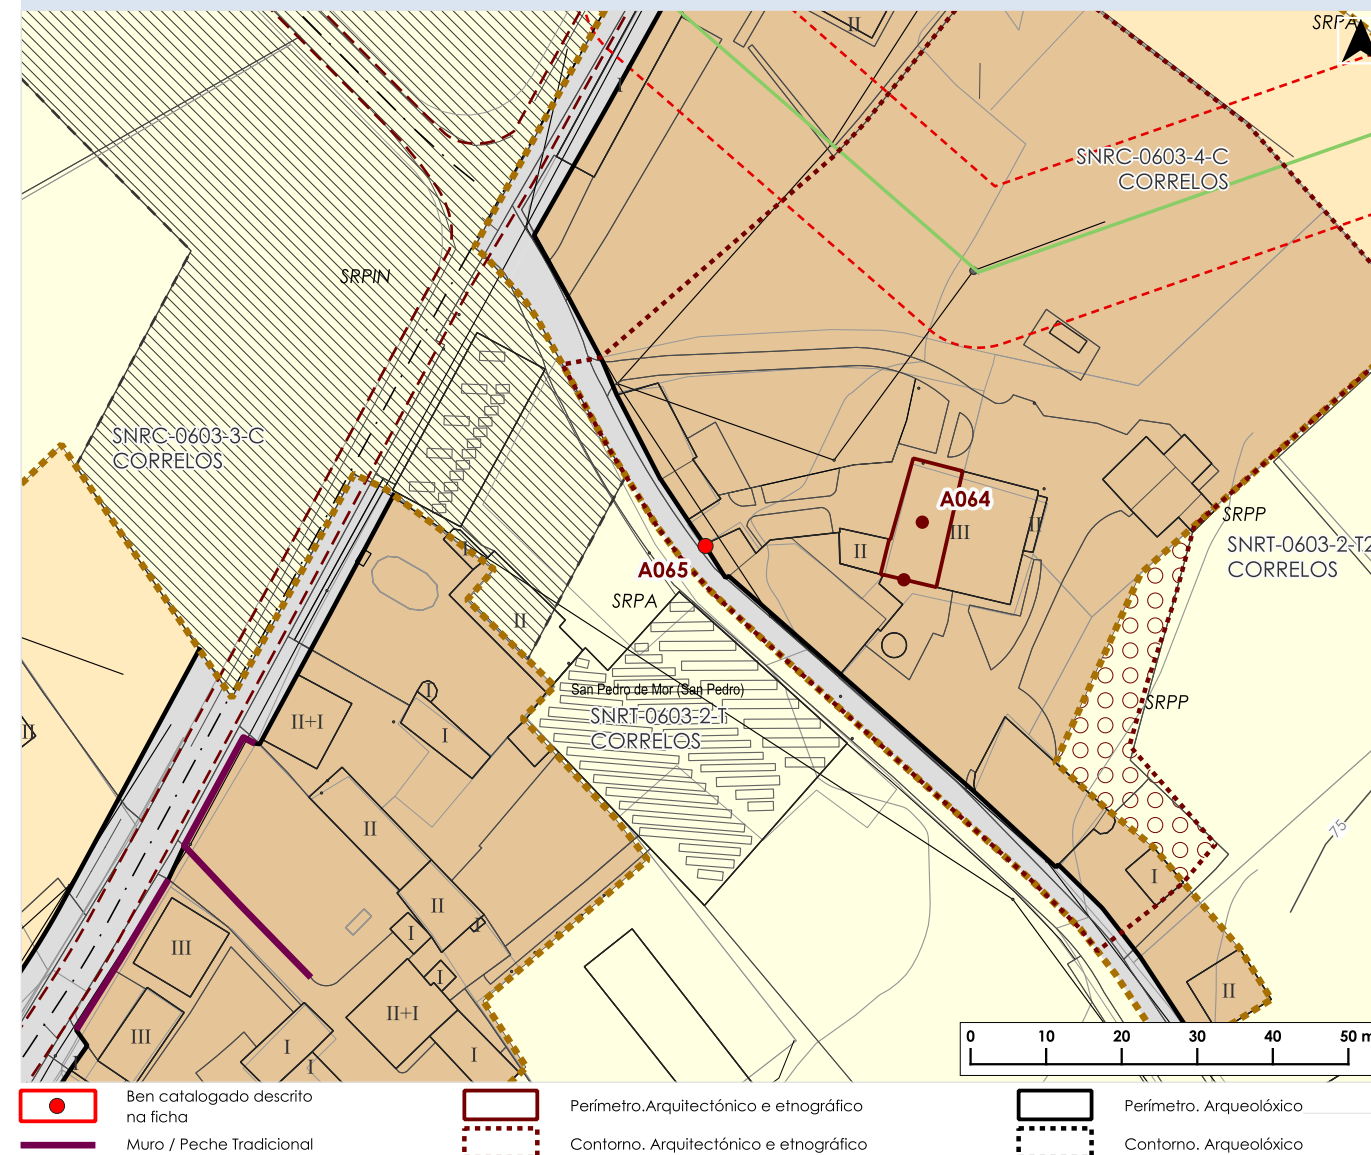 II
SRPA
I
SNRC-0603-4-C
CORRELOS
SRPIN
SNRC-0603-3-C
CORRELOS
A064
III
II
II
SRPP
SNRT-0603-2-T2
CORRELOS
A065
SRPA
I
II
San Pedro de Mor (San Pedro)
SNRT-0603-2-T
CORRELOS
SRPP
I
II+I
I
II
II
75
II
I
I
I
I
III
II
II+I
III
I
I
I
I
0 10 20 30 40 50 m
Ben catalogado descrito
na ficha
Perímetro.Arquitectónico e etnográfico
Perímetro. Arqueolóxico
Muro / Peche Tradicional
Contorno. Arquitectónico e etnográfico
Contorno. Arqueolóxico